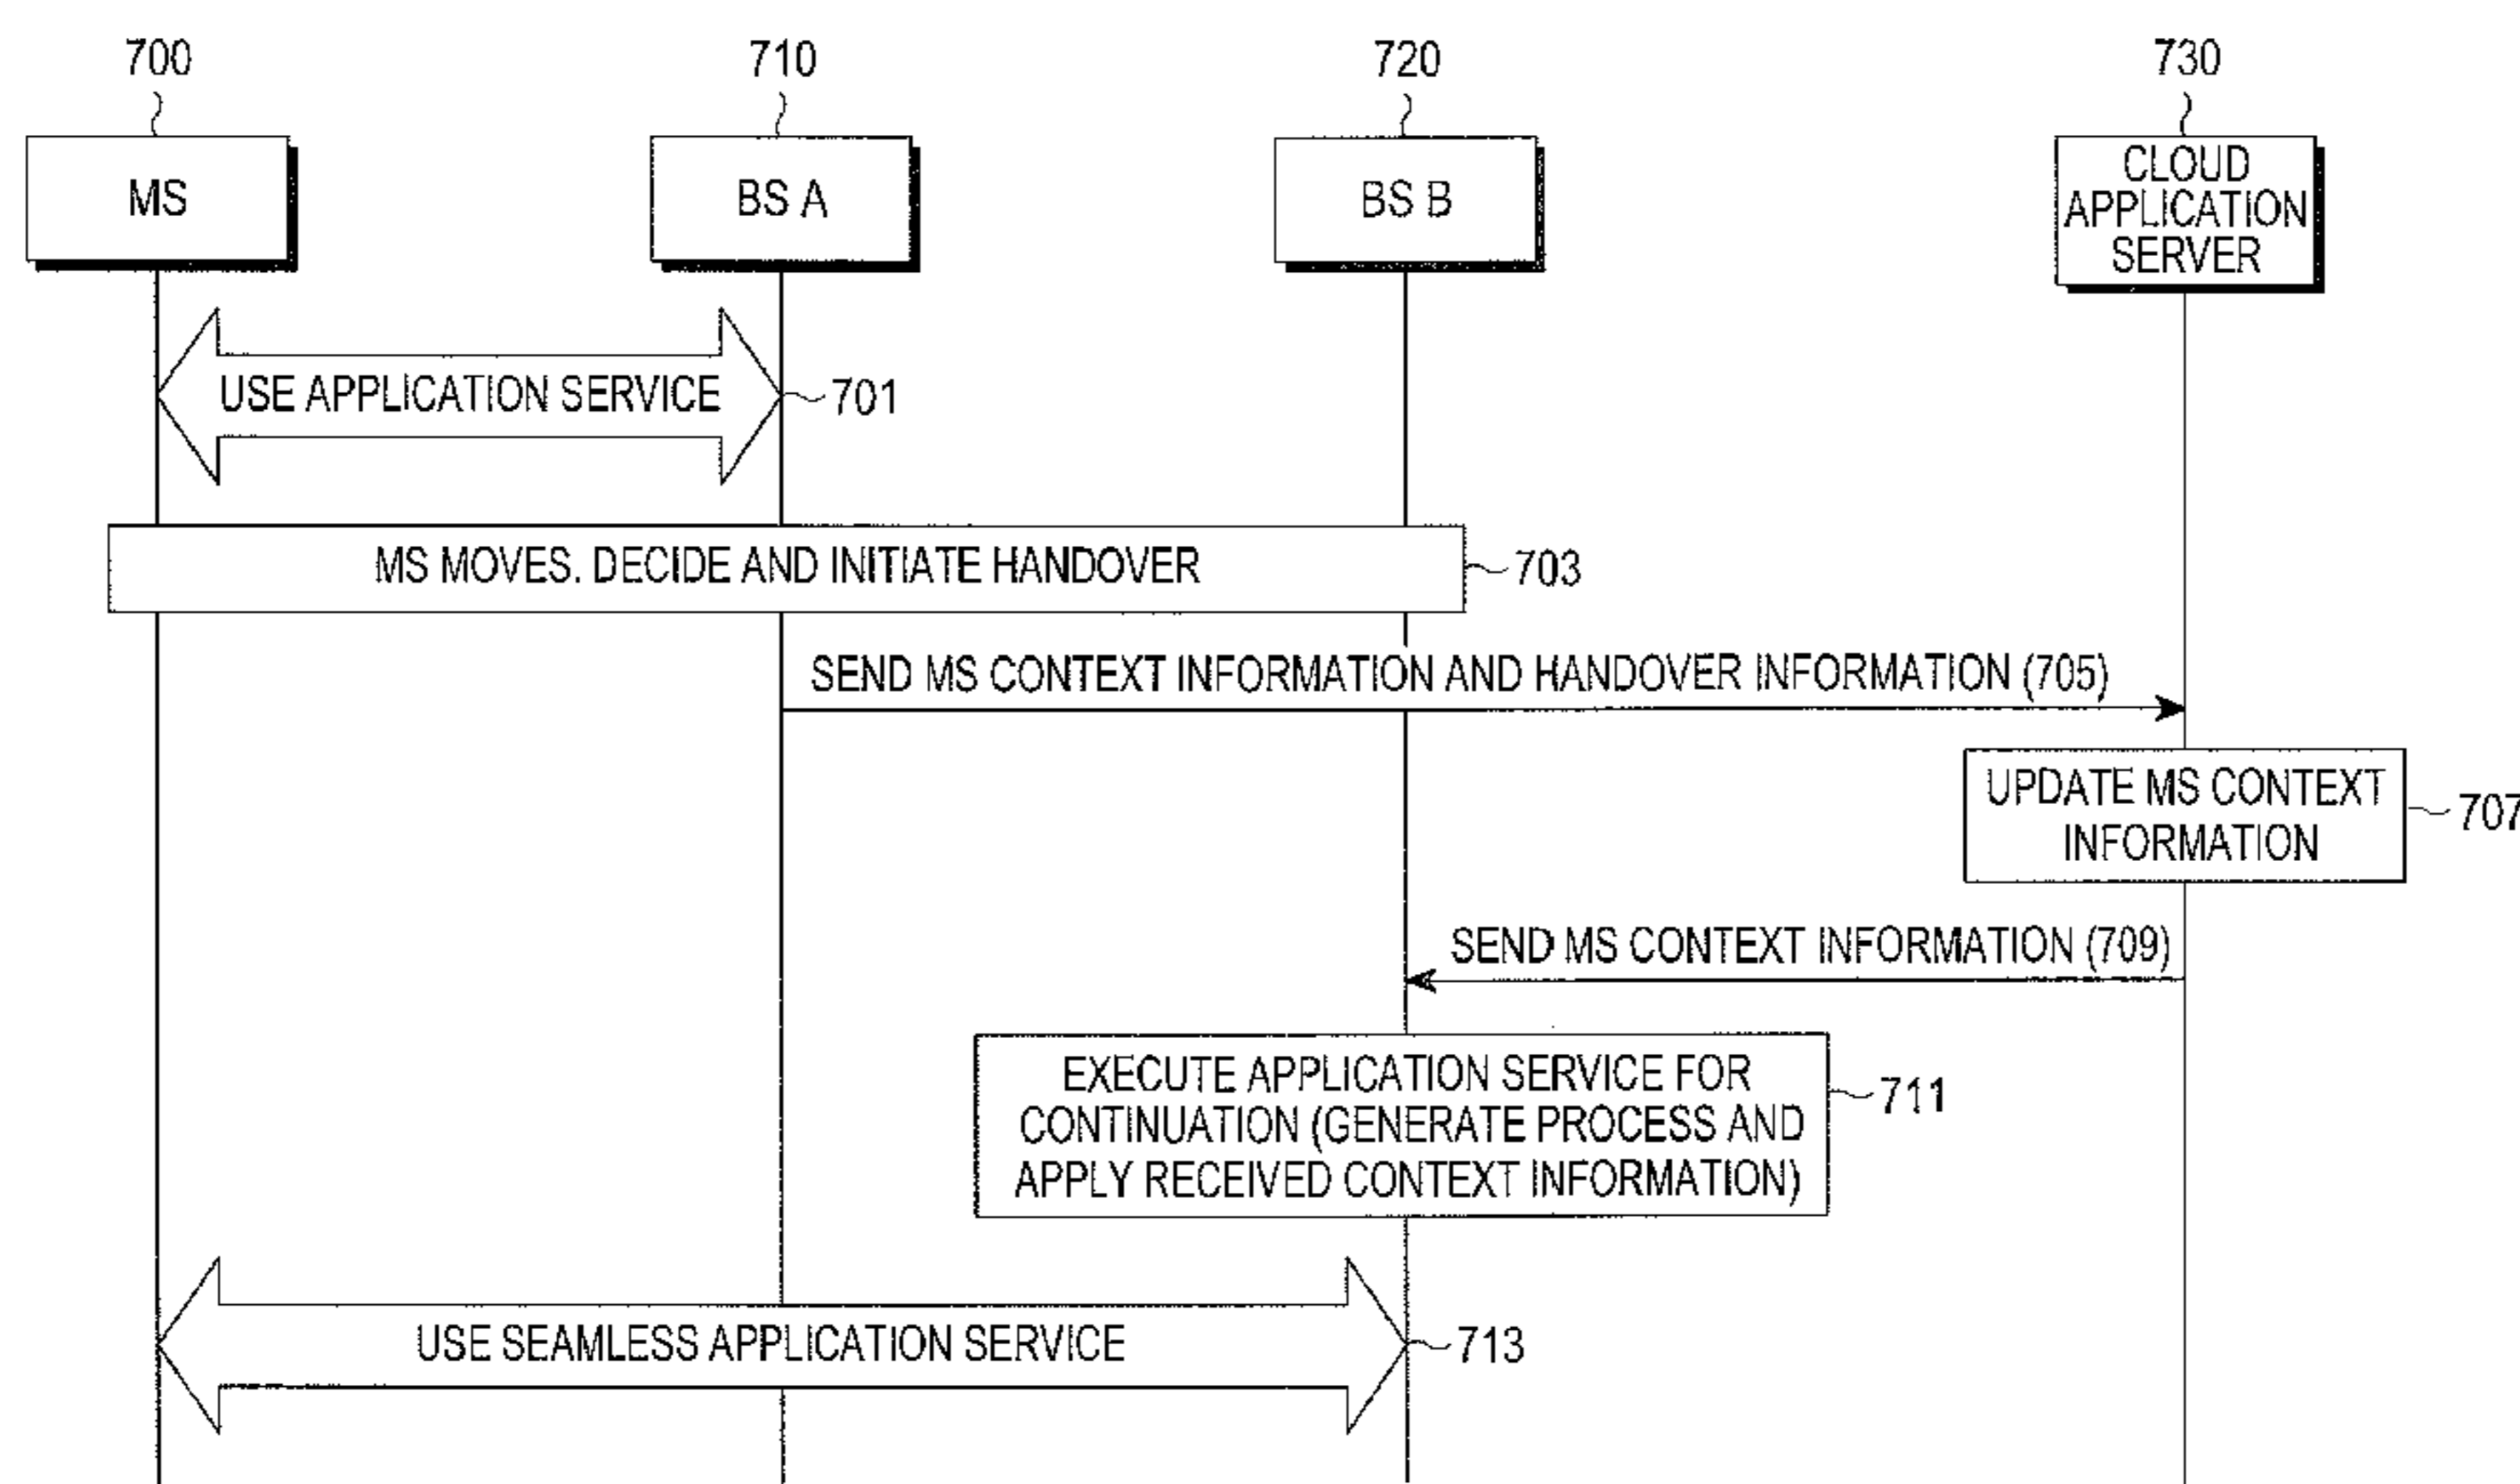 700
710
720
730
MS
BS A
BS B
CLOUD
APPLICATION
SERVER
USE APPLICATION SERVICE
701
MS MOVES. DECIDE AND INITIATE HANDOVER
703
SEND MS CONTEXT INFORMATION AND HANDOVER INFORMATION (705)
UPDATE MS CONTEXT
INFORMATION
707
SEND MS CONTEXT INFORMATION (709)
EXECUTE APPLICATION SERVICE FOR
CONTINUATION (GENERATE PROCESS AND
APPLY RECEIVED CONTEXT INFORMATION)
711
USE SEAMLESS APPLICATION SERVICE
713